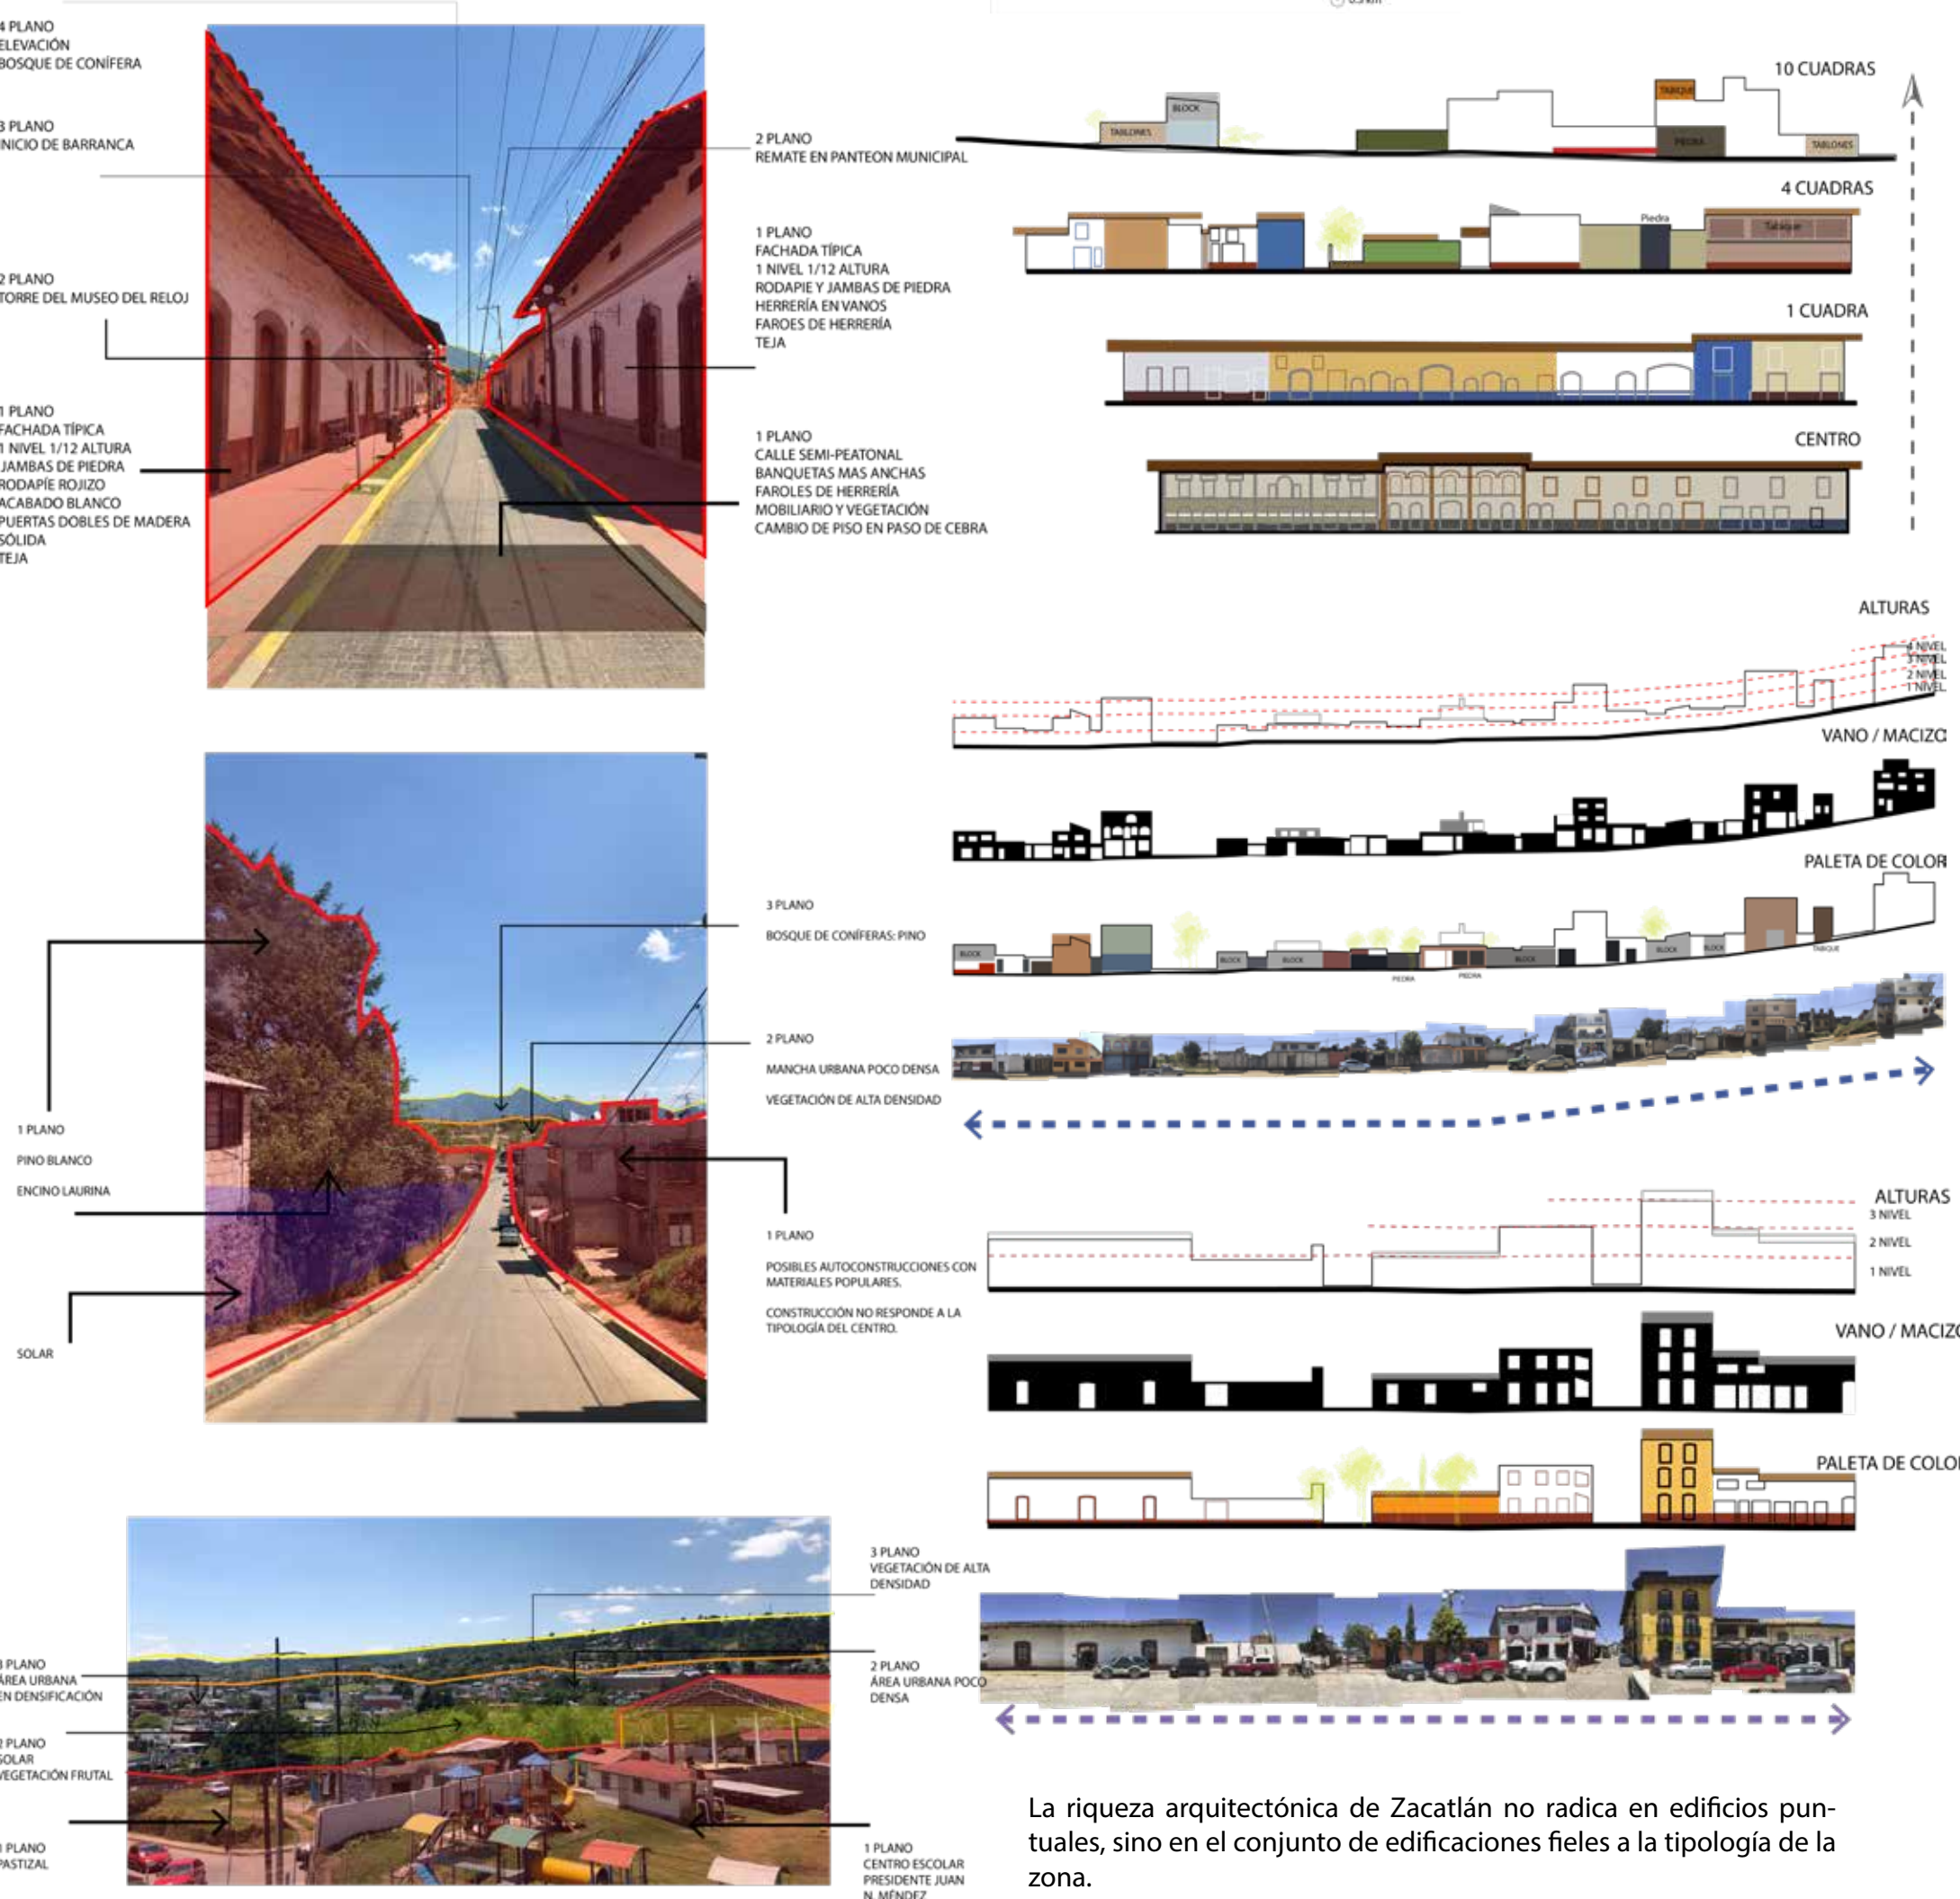 0.5 km
4 PLANO
ELEVACIÓN
BOSQUE DE CONÍFERA
3 PLANO
INICIO DE BARRANCA
2 PLANO
TORRE DEL MUSEO DEL RELOJ
1 PLANO
FACHADA TÍPICA
1 NIVEL 1/12 ALTURA
JAMBAS DE PIEDRA
RODAPÍE ROJIZO
ACABADO BLANCO
PUERTAS DOBLES DE MADERA
SÓLIDA
TEJA
2 PLANO
REMATE EN PANTEON MUNICIPAL
1 PLANO
FACHADA TÍPICA
1 NIVEL 1/12 ALTURA
RODAPIE Y JAMBAS DE PIEDRA
HERRERÍA EN VANOS
FAROES DE HERRERÍA
TEJA
1 PLANO
CALLE SEMI-PEATONAL
BANQUETAS MAS ANCHAS
FAROLES DE HERRERÍA
MOBILIARIO Y VEGETACIÓN
CAMBIO DE PISO EN PASO DE CEBRA
10 CUADRAS
TABLONES
BLOCK
TABIQUE
PIEDRA
TABLONES
4 CUADRAS
Piedra
Tabique
1 CUADRA
CENTRO
ALTURAS
4 NIVEL
3 NIVEL
2 NIVEL
1 NIVEL
VANO / MACIZO
PALETA DE COLOR
BLOCK
BLOCK
BLOCK
PIEDRA
PIEDRA
BLOCK
BLOCK
BLOCK
TABIQUE
1 PLANO
PINO BLANCO
ENCINO LAURINA
SOLAR
3 PLANO
BOSQUE DE CONÍFERAS: PINO
2 PLANO
MANCHA URBANA POCO DENSA
VEGETACIÓN DE ALTA DENSIDAD
1 PLANO
POSIBLES AUTOCONSTRUCCIONES CON
MATERIALES POPULARES.
CONSTRUCCIÓN NO RESPONDE A LA
TIPOLOGÍA DEL CENTRO.
ALTURAS
3 NIVEL
2 NIVEL
1 NIVEL
VANO / MACIZO
PALETA DE COLOR
3 PLANO
ÁREA URBANA
EN DENSIFICACIÓN
2 PLANO
SOLAR
VEGETACIÓN FRUTAL
1 PLANO
PASTIZAL
3 PLANO
VEGETACIÓN DE ALTA
DENSIDAD
2 PLANO
ÁREA URBANA POCO
DENSA
1 PLANO
CENTRO ESCOLAR
PRESIDENTE JUAN
N. MÉNDEZ
La riqueza arquitectónica de Zacatlán no radica en edificios pun-
tuales, sino en el conjunto de edificaciones fieles a la tipología de la
zona.